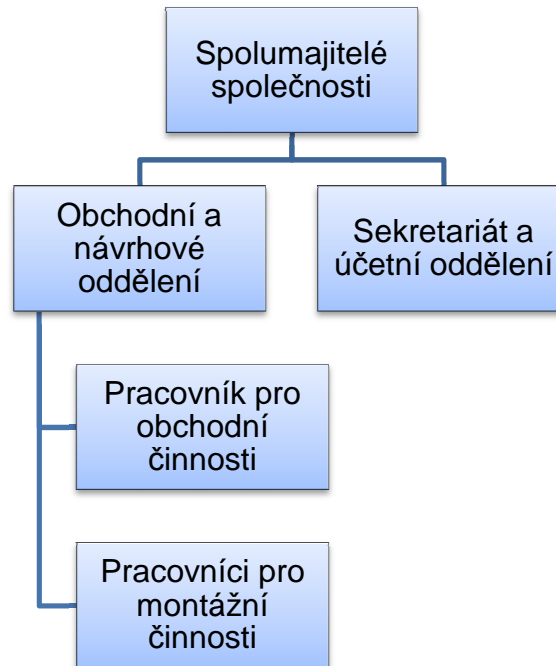 Spolumajitelé
společnosti
Obchodní a
návrhové
oddělení
Sekretariát a
účetní oddělení
Pracovník pro
obchodní
činnosti
Pracovníci pro
montážní
činnosti